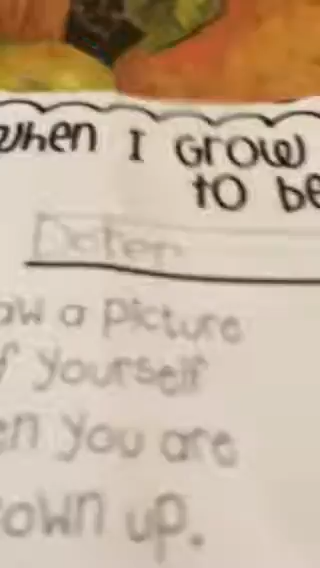 when I Grow
to be
Doter
aw a picture
f yourself
en you are
own up.